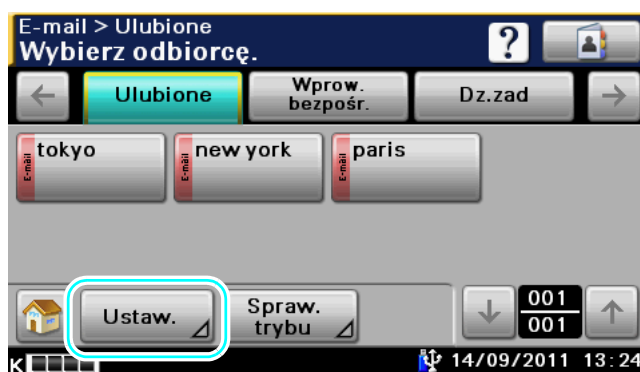 E-mail > Ulubione
Wybierz odbiorcę.
?
Ulubione
Wprow.
bezpośr.
Dz.zad
E-mail tokyo
E-mail new york
E-mail paris
Ustaw.
Spraw.
trybu
001
001
K
14/09/2011 13:24